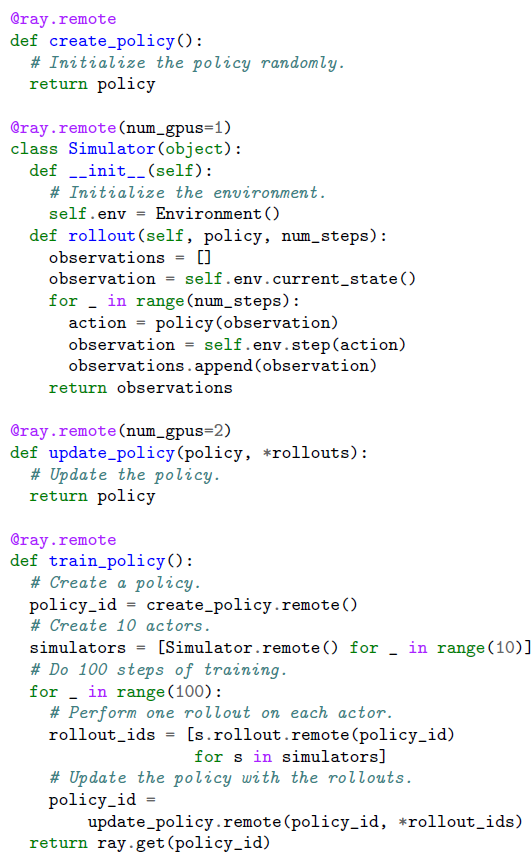 @ray.remote
def create_policy():
  # Initialize the policy randomly.
  return policy

@ray.remote(num_gpus=1)
class Simulator(object):
  def __init__(self):
    # Initialize the environment.
    self.env = Environment()
  def rollout(self, policy, num_steps):
    observations = []
    observation = self.env.current_state()
    for _ in range(num_steps):
      action = policy(observation)
      observation = self.env.step(action)
      observations.append(observation)
    return observations

@ray.remote(num_gpus=2)
def update_policy(policy, *rollouts):
  # Update the policy.
  return policy

@ray.remote
def train_policy():
  # Create a policy.
  policy_id = create_policy.remote()
  # Create 10 actors.
  simulators = [Simulator.remote() for _ in range(10)]
  # Do 100 steps of training.
  for _ in range(100):
    # Perform one rollout on each actor.
    rollout_ids = [s.rollout.remote(policy_id)
                   for s in simulators]
    # Update the policy with the rollouts.
    policy_id =
        update_policy.remote(policy_id, *rollout_ids)
  return ray.get(policy_id)